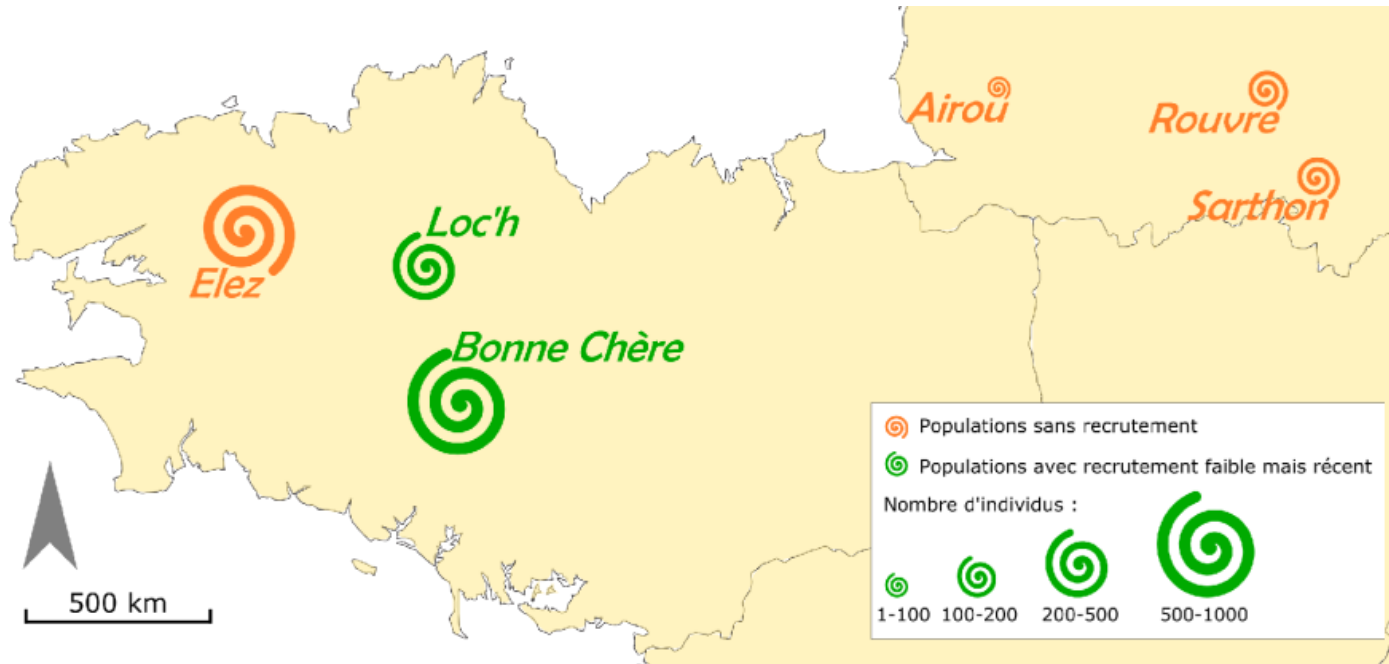 Airou
Rouvre
Sarthon
Loc'h
Elez
Bonne Chère
Populations sans recrutement
Populations avec recrutement faible mais récent
Nombre d'individus :
1-100 100-200 200-500 500-1000
500 km